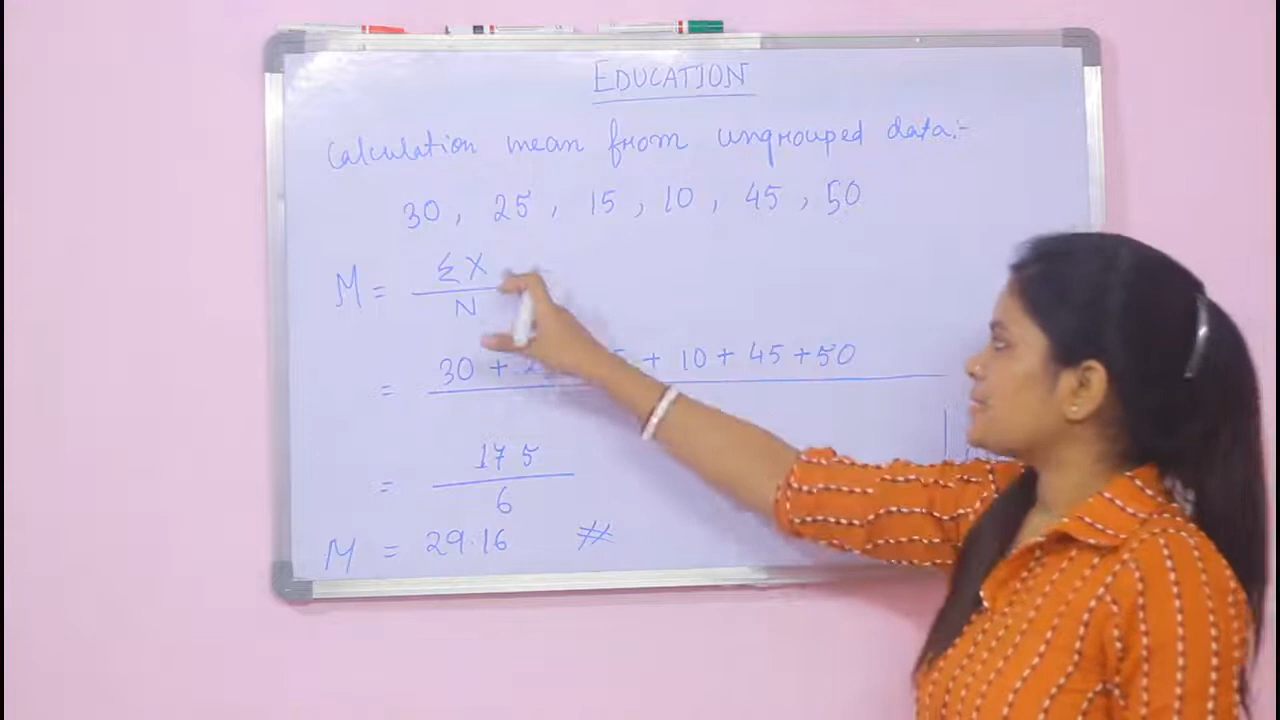 EDUCATION
Calculation mean from ungrouped data:-
30, 25, 15, 10, 45, 50
M = ΣX
N
= 30 + + 10 + 45 + 50
= 175
6
M = 29.16 #